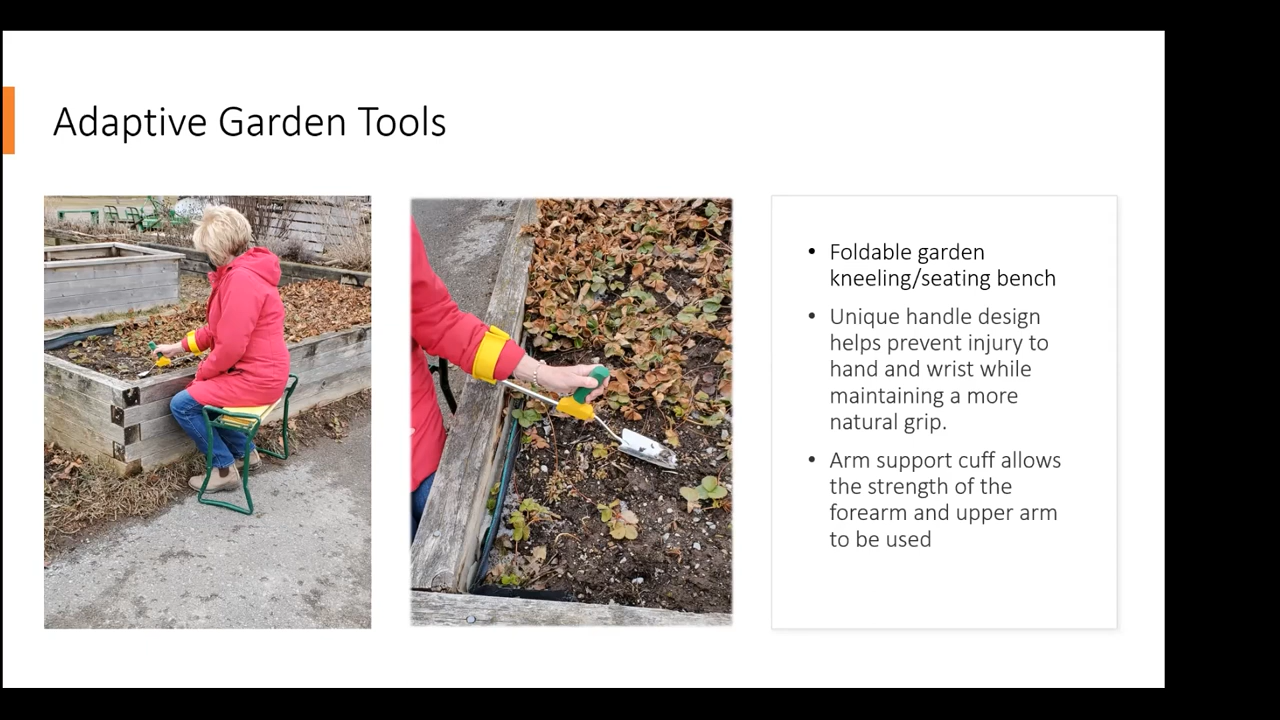 Adaptive Garden Tools
• Foldable garden
kneeling/seating bench
• Unique handle design
helps prevent injury to
hand and wrist while
maintaining a more
natural grip.
• Arm support cuff allows
the strength of the
forearm and upper arm
to be used